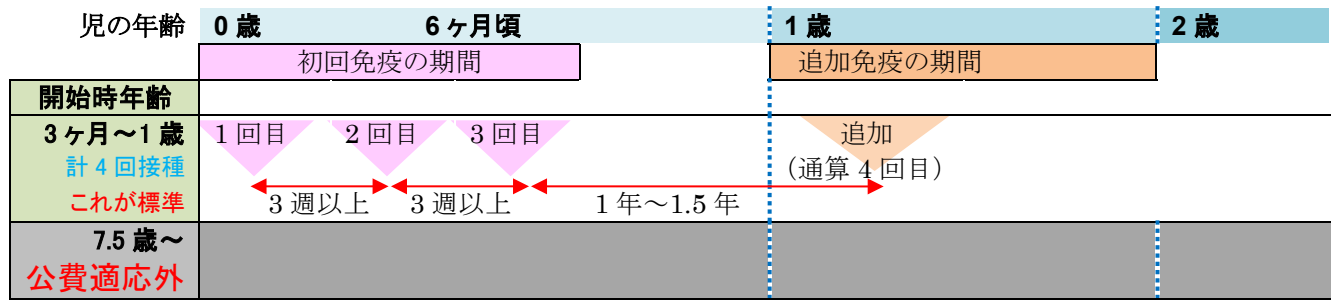 児の年齢 0歳 6ヶ月頃 1歳 2歳
初回免疫の期間 追加免疫の期間
開始時年齢
3ヶ月～1歳 1回目 2回目 3回目 追加
計4回接種 (通算4回目)
これが標準 3週以上 3週以上 1年～1.5年
7.5歳～
公費適応外